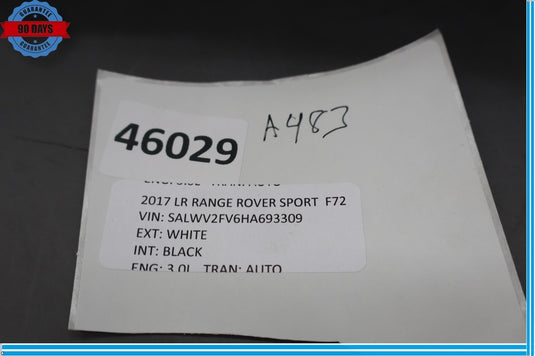 GUARANTEE
90 DAYS
GUARANTEE
A483
46029
2017 LR RANGE ROVER SPORT F72
VIN: SALWV2FV6HA693309
EXT: WHITE
INT: BLACK
ENG: 3.0L TRAN: AUTO